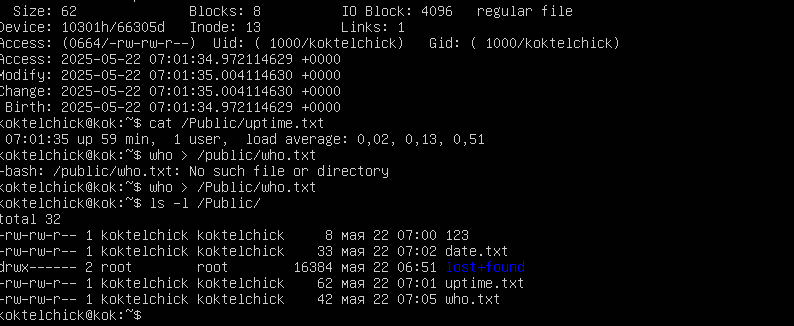 Size: 62              Blocks: 8          IO Block: 4096   regular file
Device: 10301h/66305d   Inode: 13          Links: 1
Access: (0664/-rw-rw-r--)  Uid: ( 1000/koktelchick)   Gid: ( 1000/koktelchick)
Access: 2025-05-22 07:01:34.972114629 +0000
Modify: 2025-05-22 07:01:35.004114630 +0000
Change: 2025-05-22 07:01:35.004114630 +0000
 Birth: 2025-05-22 07:01:34.972114629 +0000
koktelchick@kok:~$ cat /Public/uptime.txt
 07:01:35 up 59 min,  1 user,  load average: 0,02, 0,13, 0,51
koktelchick@kok:~$ who > /public/who.txt
-bash: /public/who.txt: No such file or directory
koktelchick@kok:~$ who > /Public/who.txt
koktelchick@kok:~$ ls -l /Public/
total 32
-rw-rw-r-- 1 koktelchick koktelchick     8 мая 22 07:00 123
-rw-rw-r-- 1 koktelchick koktelchick    33 мая 22 07:02 date.txt
drwx------ 2 root        root        16384 мая 22 06:51 lost+found
-rw-rw-r-- 1 koktelchick koktelchick    62 мая 22 07:01 uptime.txt
-rw-rw-r-- 1 koktelchick koktelchick    42 мая 22 07:05 who.txt
koktelchick@kok:~$